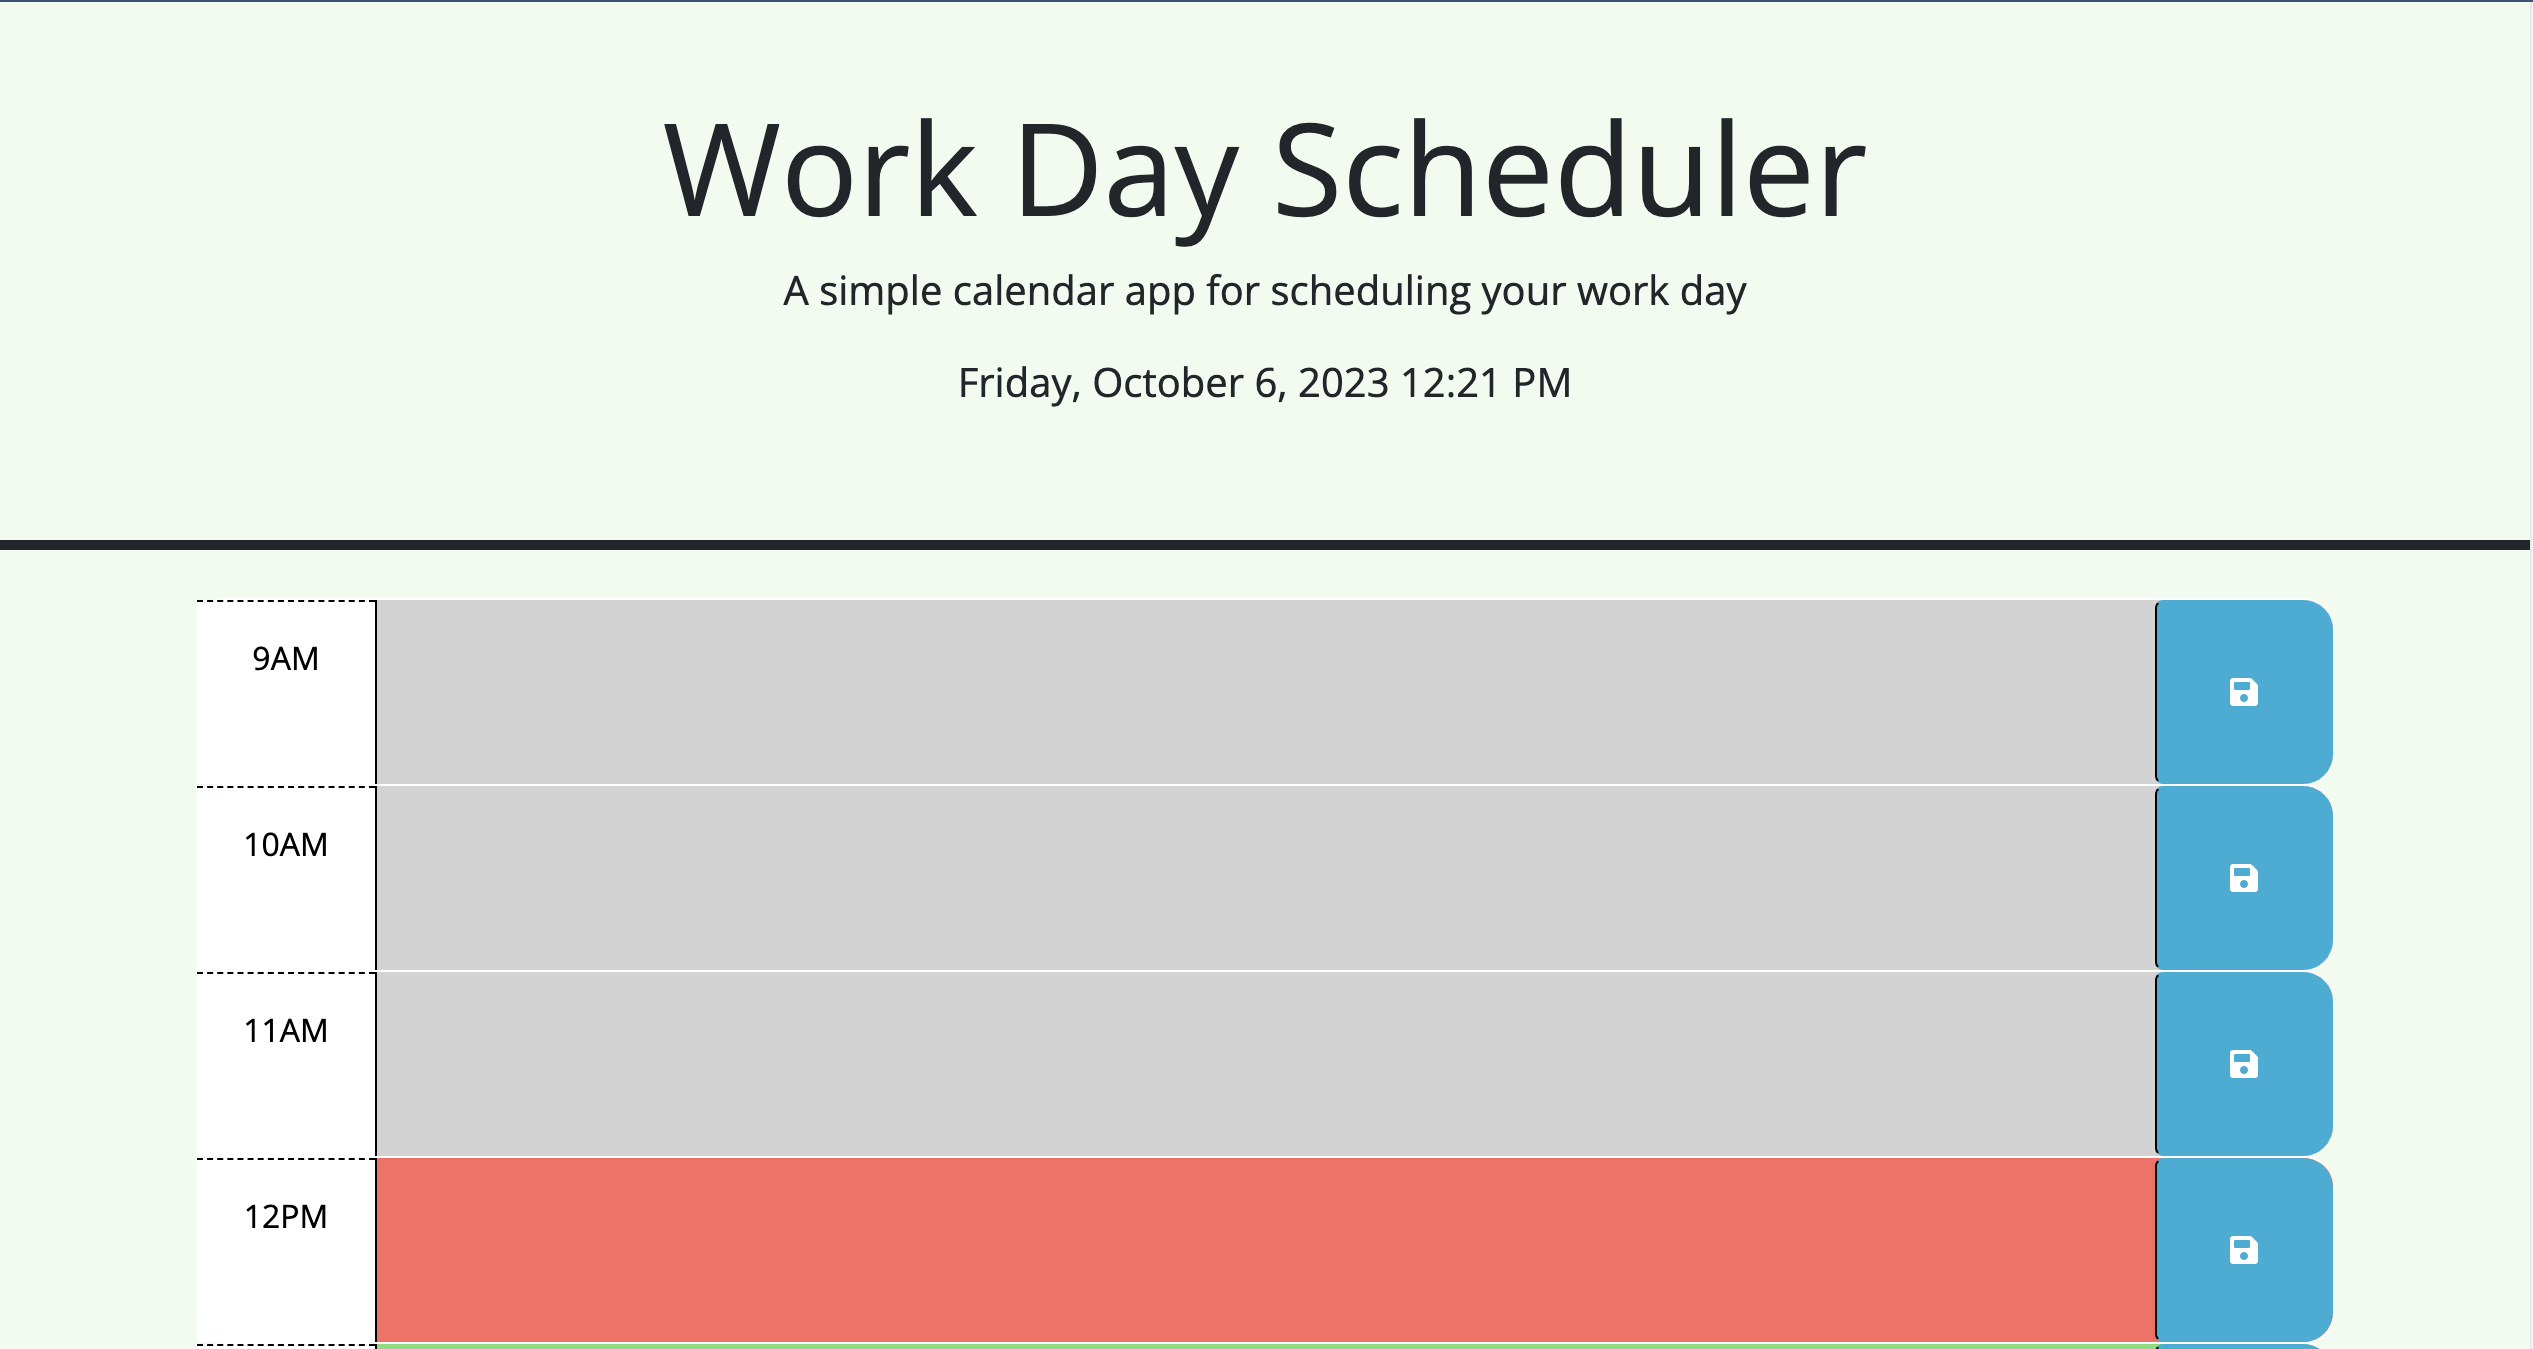 Work Day Scheduler
A simple calendar app for scheduling your work day
Friday, October 6, 2023 12:21 PM
9AM
10AM
11AM
12PM